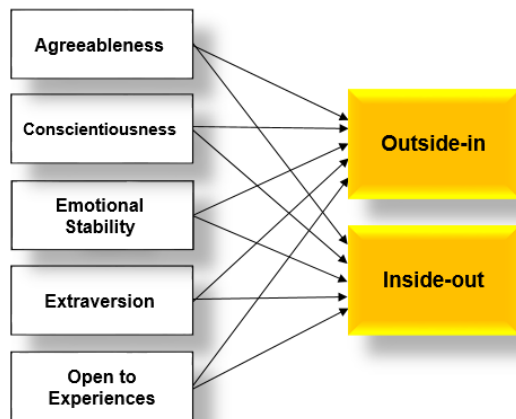 Agreeableness
Conscientiousness
Emotional
Stability
Extraversion
Open to
Experiences
Outside-in
Inside-out